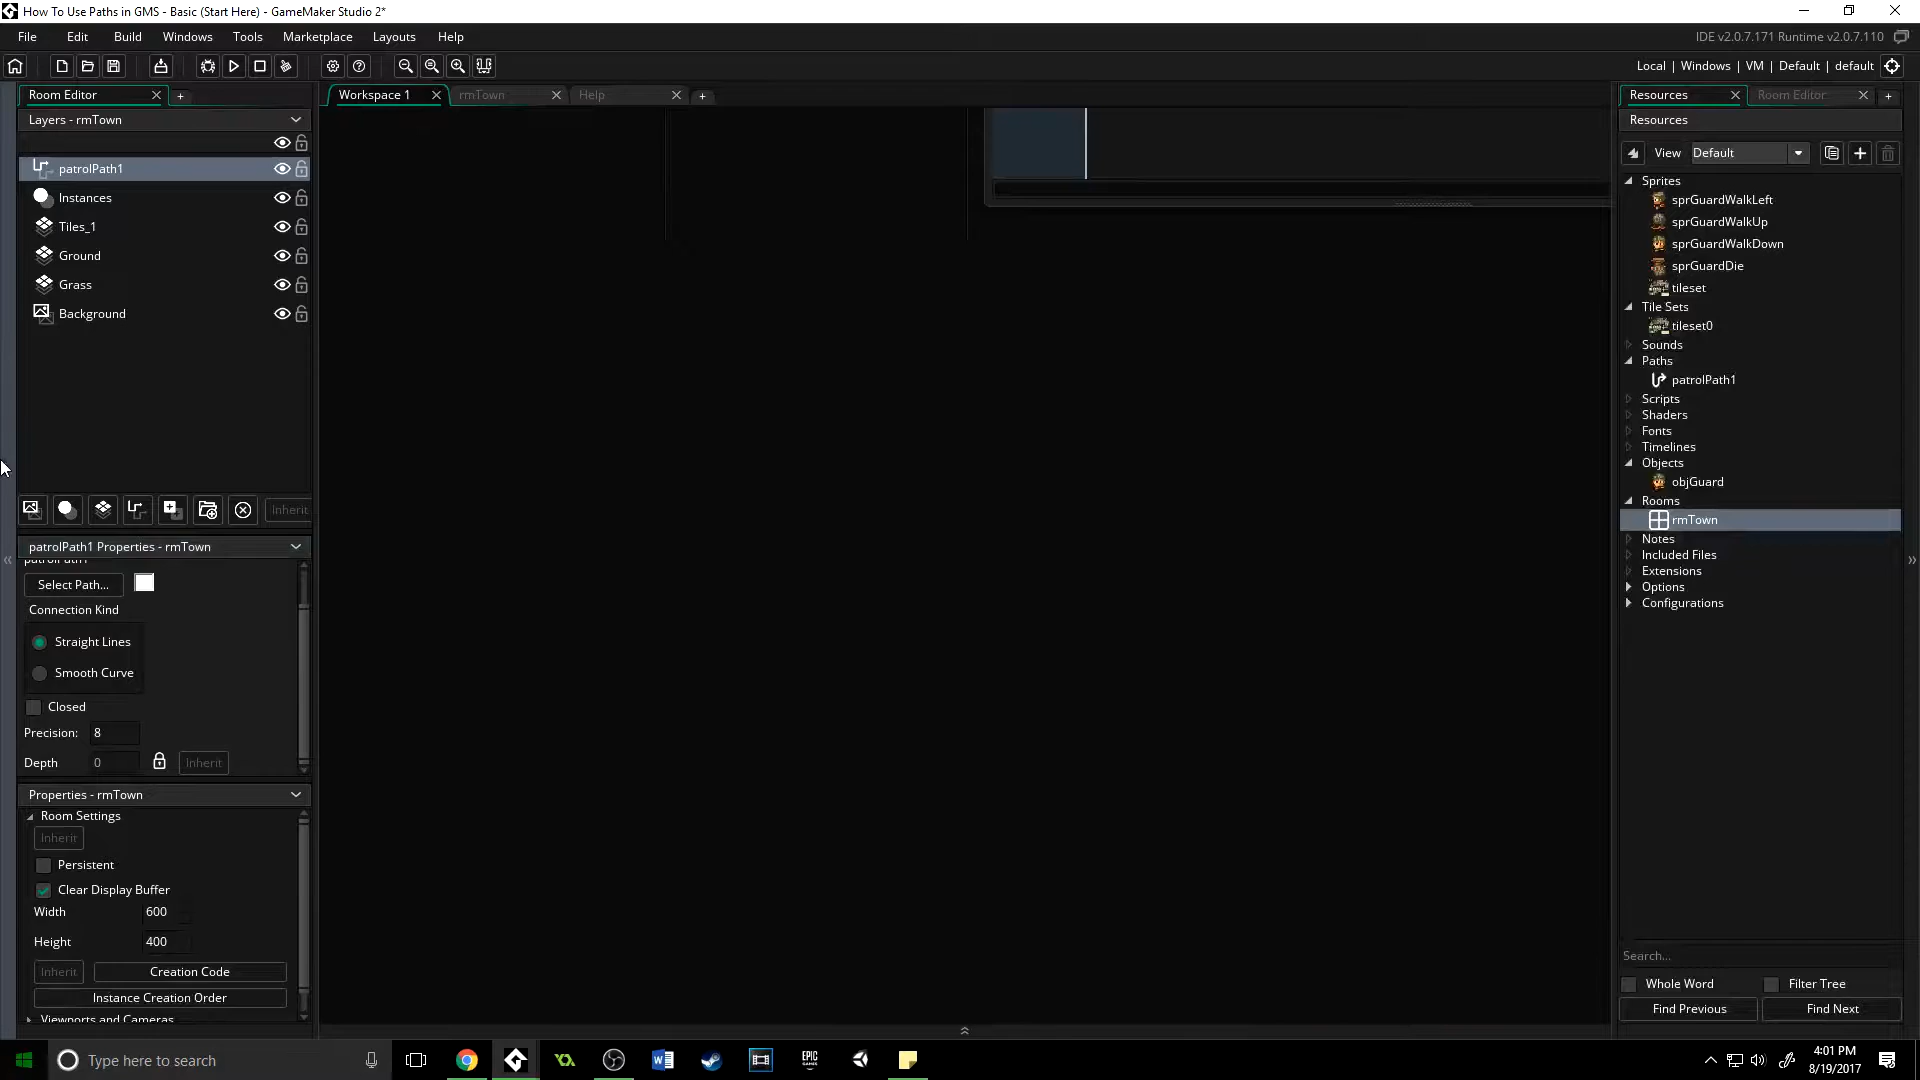 How To Use Paths in GMS - Basic (Start Here) - GameMaker Studio 2*
File Edit Build Windows Tools Marketplace Layouts Help
IDE v2.0.7.171 Runtime v2.0.7.110
Local | Windows | VM | Default | default
Room Editor
Workspace 1 rmTown Help
Resources Room Editor
Layers - rmTown
Resources
View Default
patrolPath1
Instances
Tiles_1
Ground
Grass
Background
Inherit
patrolPath1 Properties - rmTown
patrolPath1
Select Path...
Connection Kind
Straight Lines
Smooth Curve
Closed
Precision: 8
Depth 0 Inherit
Properties - rmTown
Room Settings
Inherit
Persistent
Clear Display Buffer
Width 600
Height 400
Inherit Creation Code
Instance Creation Order
Viewports and Cameras
Sprites
sprGuardWalkLeft
sprGuardWalkUp
sprGuardWalkDown
sprGuardDie
tileset
Tile Sets
tileset0
Sounds
Paths
patrolPath1
Scripts
Shaders
Fonts
Timelines
Objects
objGuard
Rooms
rmTown
Notes
Included Files
Extensions
Options
Configurations
Search...
Whole Word Filter Tree
Find Previous Find Next
Type here to search
EPIC
GAMES
4:01 PM
8/19/2017